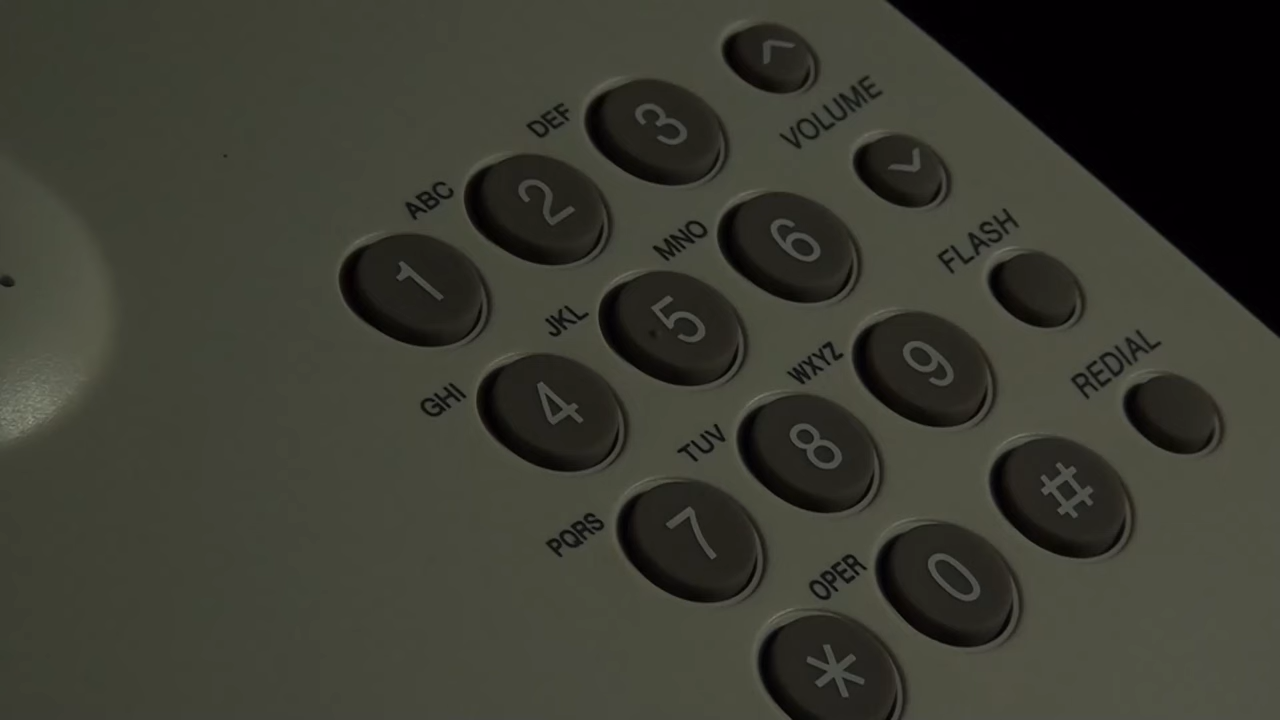 ABC DEF
1 2 3
VOLUME
GHI JKL MNO
4 5 6
FLASH
PQRS TUV WXYZ
7 8 9
REDIAL
OPER
* 0 #